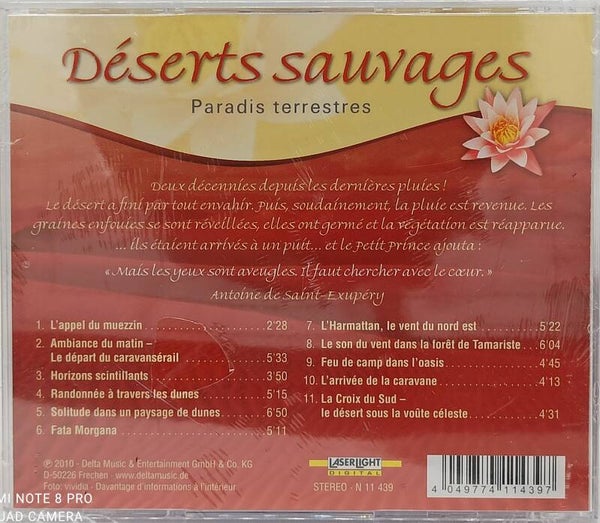 Déserts sauvages
Paradis terrestres
Deux décennies depuis les dernières pluies !
Le désert a fini par tout envahir. Puis, soudainement, la pluie est revenue. Les
graines enfouies se sont réveillées, elles ont germé et la végétation est réapparue.
... ils étaient arrivés à un puit... et le Petit Prince ajouta :
« Mais les yeux sont aveugles. Il faut chercher avec le cœur. »
Antoine de Saint-Exupéry
1. L'appel du muezzin 2'28
2. Ambiance du matin –
Le départ du caravansérail 5'33
3. Horizons scintillants 3'50
4. Randonnée à travers les dunes 5'15
5. Solitude dans un paysage de dunes 6'50
6. Fata Morgana 5'11
7. L'Harmattan, le vent du nord est 5'22
8. Le son du vent dans la forêt de Tamariste 6'04
9. Feu de camp dans l'oasis 4'45
10. L'arrivée de la caravane 4'13
11. La Croix du Sud –
le désert sous la voûte céleste 4'31
℗ 2010 - Delta Music & Entertainment GmbH & Co. KG
D-50226 Frechen · www.deltamusic.de
Foto: vividia · Davantage d'informations à l'intérieur
LASERLIGHT
DIGITAL
STEREO · N 11 439
4 049774 114397
MI NOTE 8 PRO
QUAD CAMERA